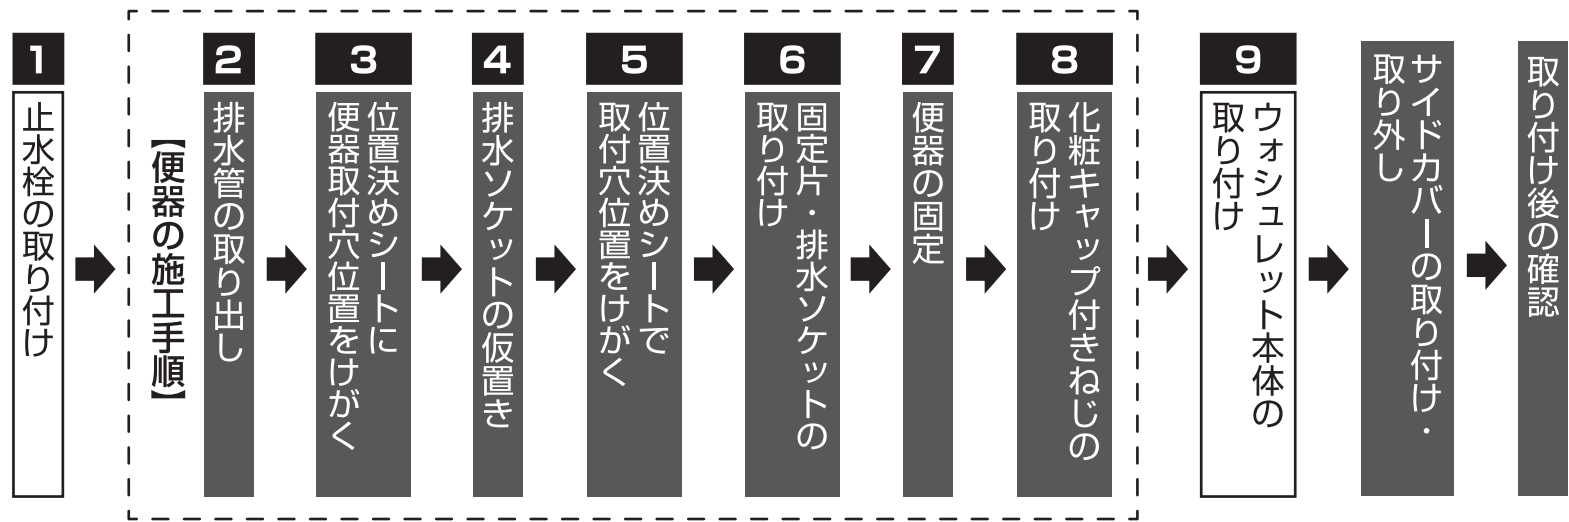 1
止水栓の取り付け
【便器の施工手順】
2
排水管の取り出し
3
位置決めシートに
便器取付穴位置をけがく
4
排水ソケットの仮置き
5
位置決めシートで
取付穴位置をけがく
6
固定片・排水ソケットの
取り付け
7
便器の固定
8
化粧キャップ付きねじの
取り付け
9
ウォシュレット本体の
取り付け
サイドカバーの取り付け・
取り外し
取り付け後の確認